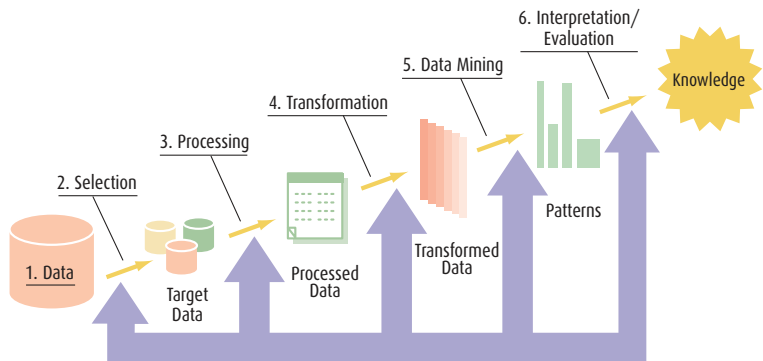 1. Data
2. Selection
Target
Data
3. Processing
Processed
Data
4. Transformation
Transformed
Data
5. Data Mining
Patterns
6. Interpretation/
Evaluation
Knowledge